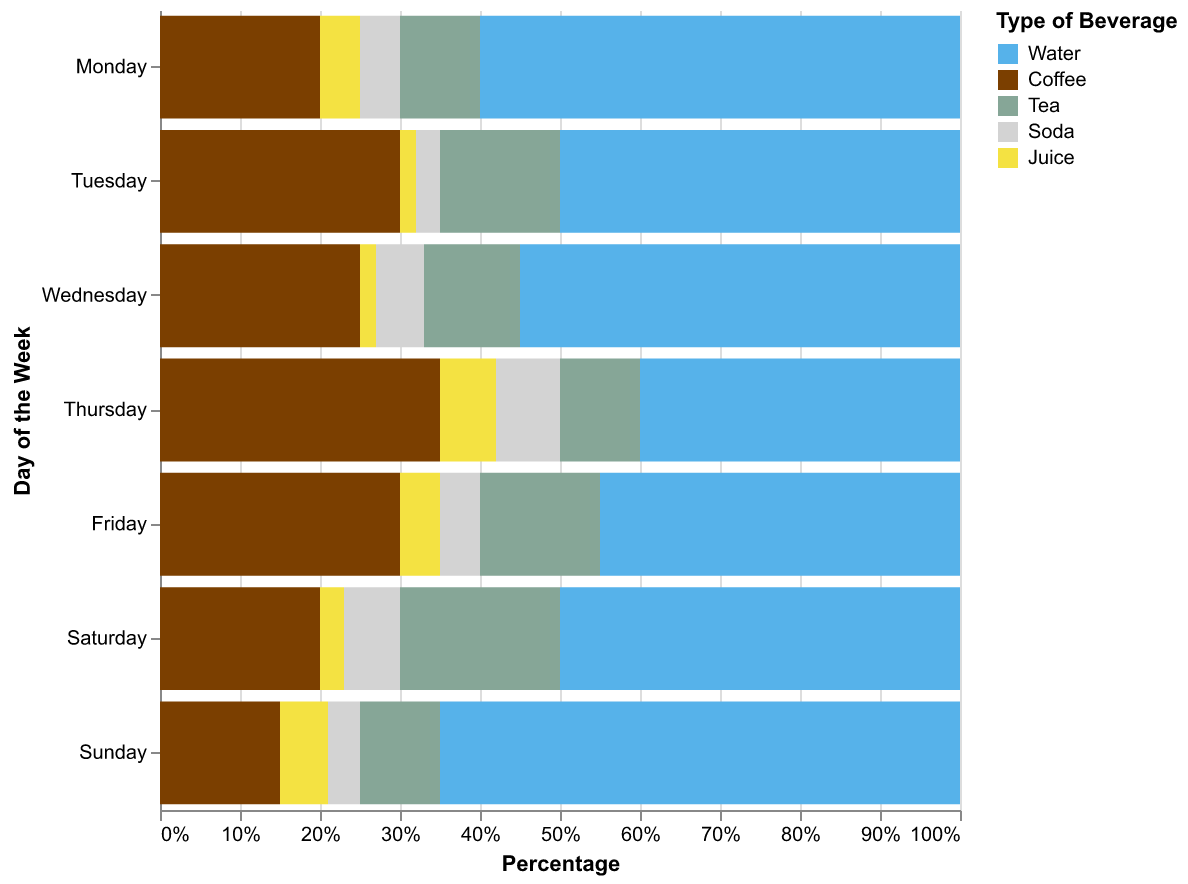 Type of Beverage
Water
Coffee
Tea
Soda
Juice
Day of the Week
Monday
Tuesday
Wednesday
Thursday
Friday
Saturday
Sunday
0% 10% 20% 30% 40% 50% 60% 70% 80% 90% 100%
Percentage